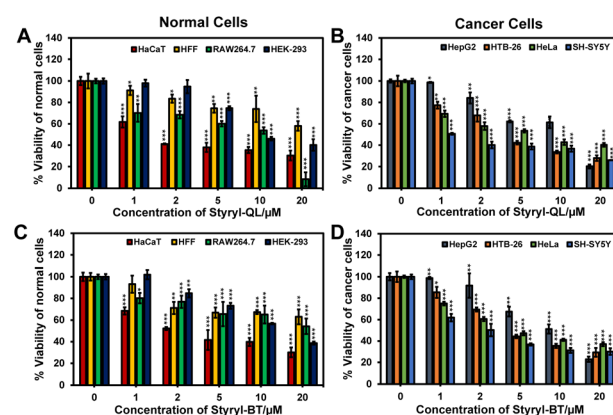 Normal Cells
Cancer Cells
A
HaCaT HFF RAW264.7 HEK-293
% Viability of normal cells
140
120
100
80
60
40
20
0
0 1 2 5 10 20
Concentration of Styryl-QL/µM
B
HepG2 HTB-26 HeLa SH-SY5Y
% Viability of cancer cells
140
120
100
80
60
40
20
0
0 1 2 5 10 20
Concentration of Styryl-QL/µM
C
HaCaT HFF RAW264.7 HEK-293
% Viability of normal cells
140
120
100
80
60
40
20
0
0 1 2 5 10 20
Concentration of Styryl-BT/µM
D
HepG2 HTB-26 HeLa SH-SY5Y
% Viability of cancer cells
140
120
100
80
60
40
20
0
0 1 2 5 10 20
Concentration of Styryl-BT/µM